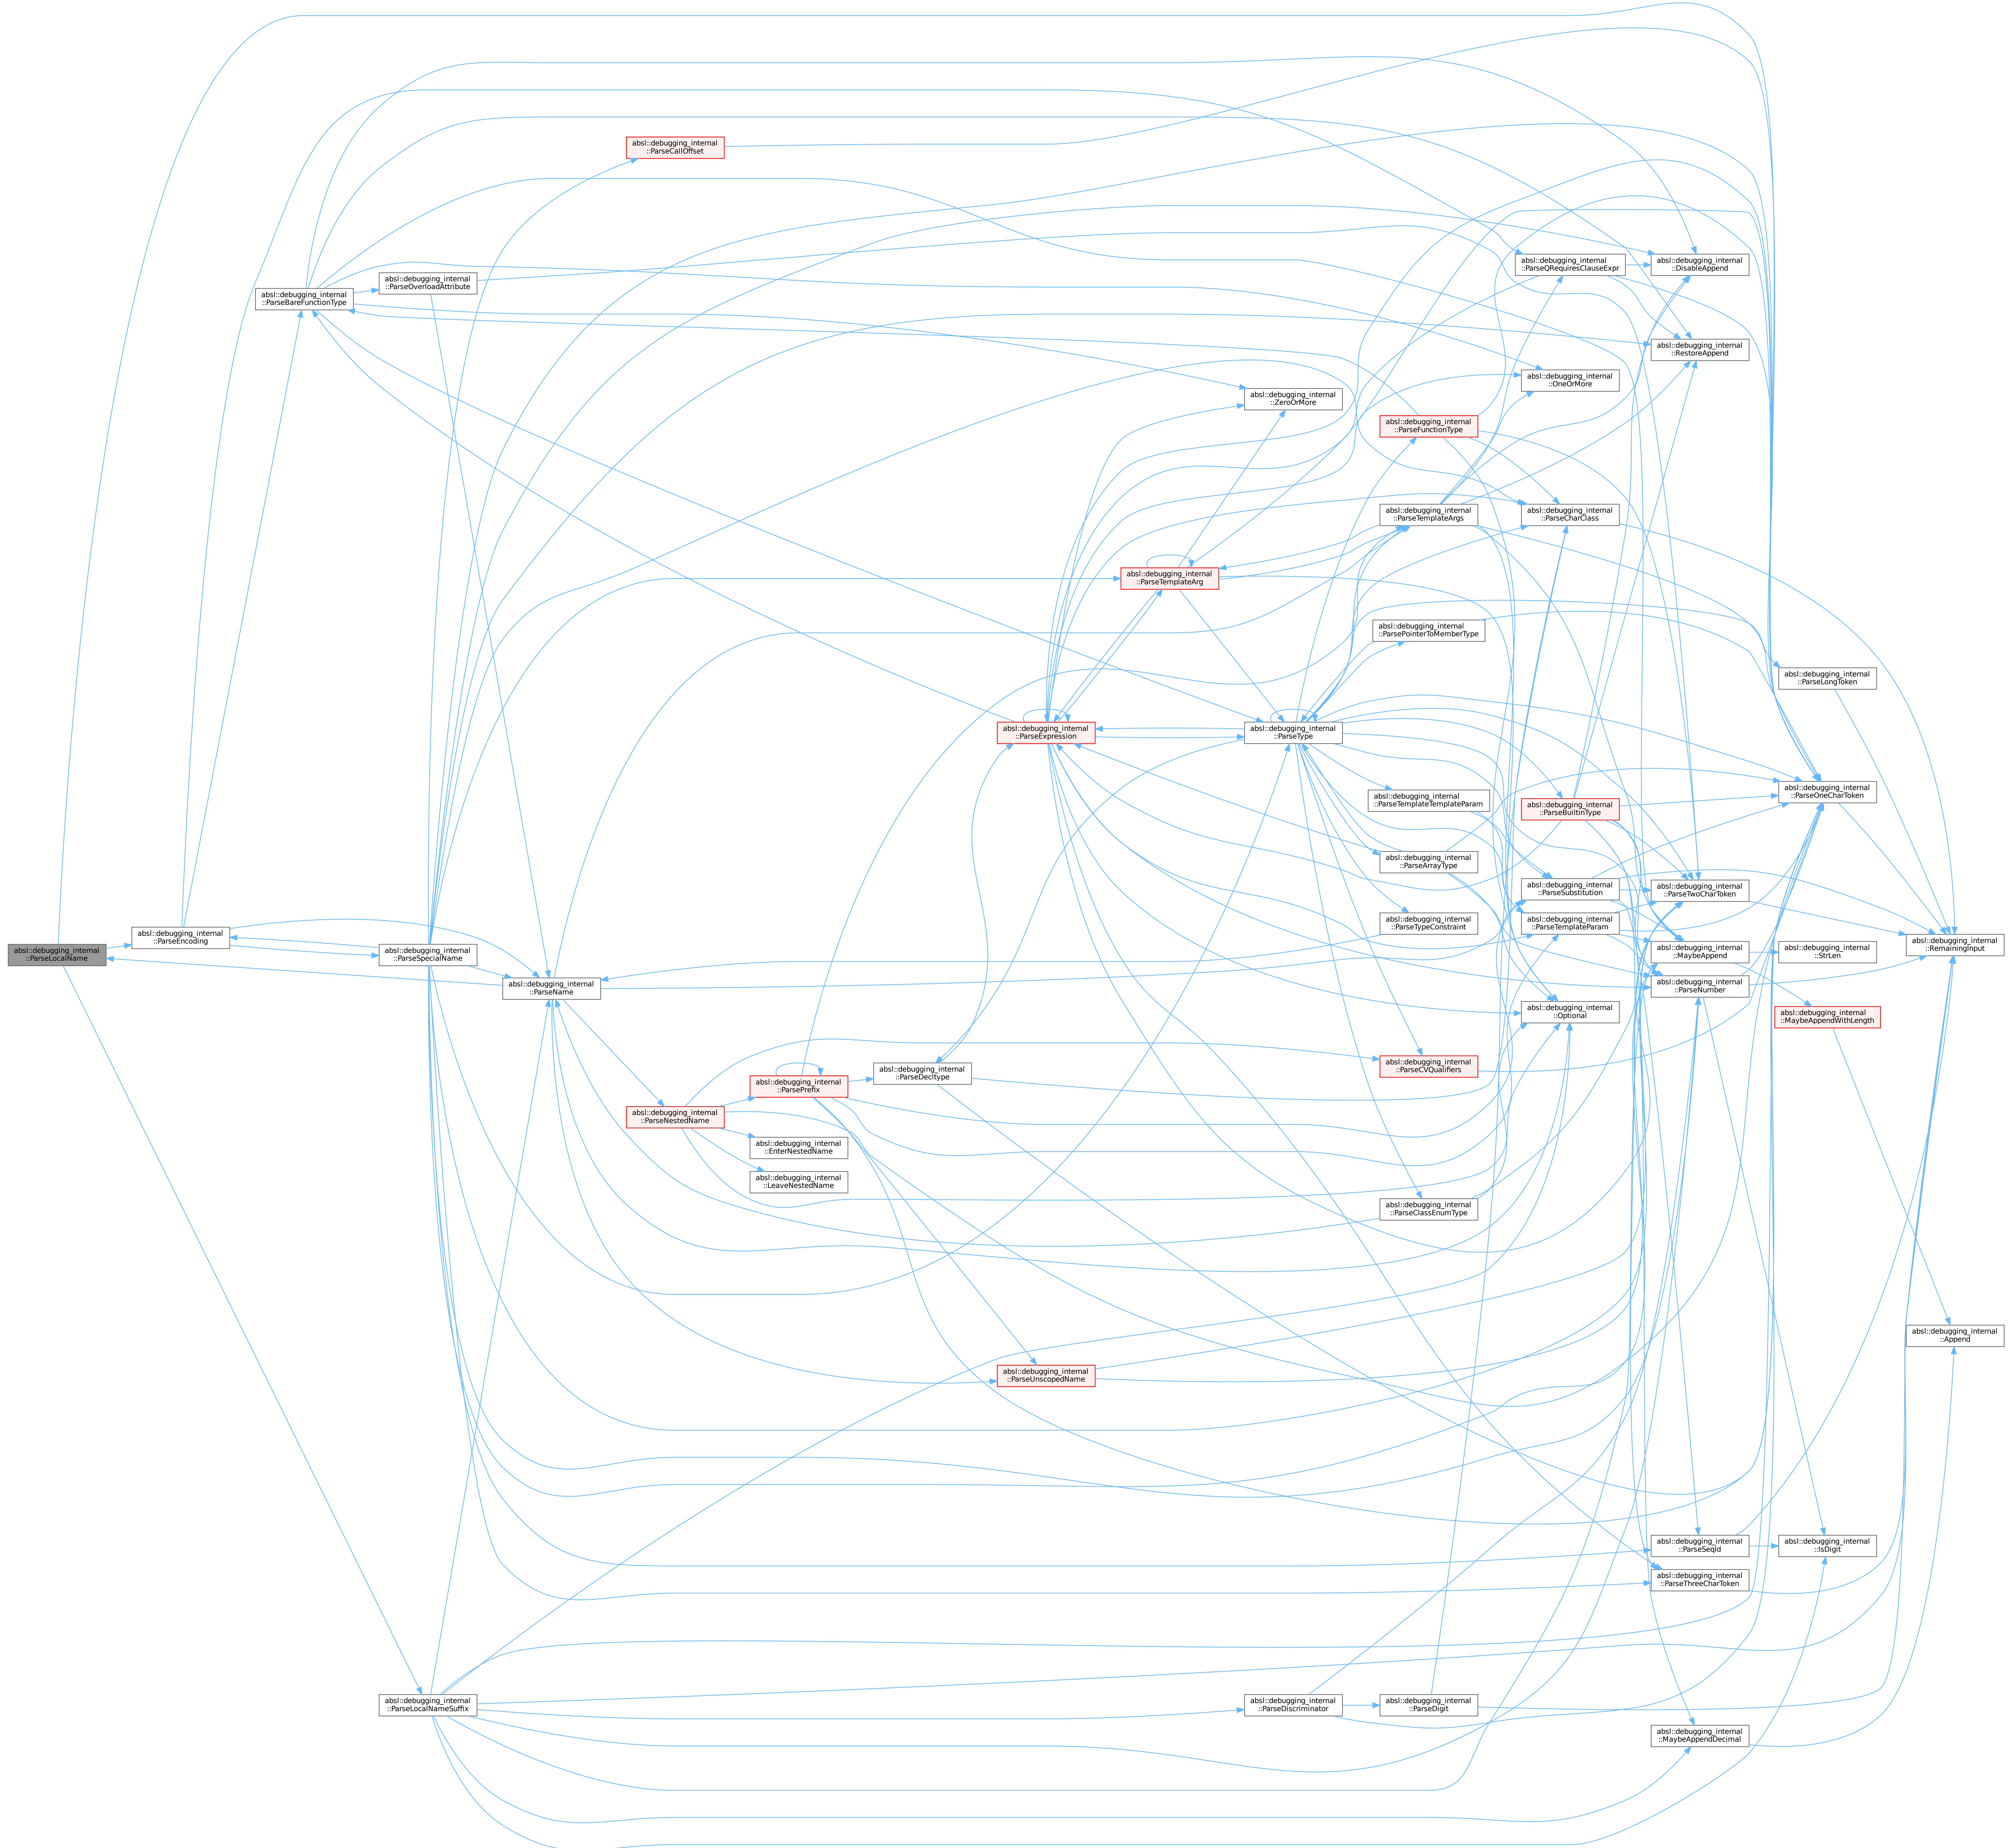 absl::debugging_internal
::ParseLocalName
absl::debugging_internal
::ParseEncoding
absl::debugging_internal
::ParseBareFunctionType
absl::debugging_internal
::ParseOverloadAttribute
absl::debugging_internal
::ParseSpecialName
absl::debugging_internal
::ParseLocalNameSuffix
absl::debugging_internal
::ParseName
absl::debugging_internal
::ParseCallOffset
absl::debugging_internal
::ParseNestedName
absl::debugging_internal
::ParsePrefix
absl::debugging_internal
::EnterNestedName
absl::debugging_internal
::LeaveNestedName
absl::debugging_internal
::ParseDecltype
absl::debugging_internal
::ParseExpression
absl::debugging_internal
::ParseUnscopedName
absl::debugging_internal
::ParseTemplateArg
absl::debugging_internal
::ZeroOrMore
absl::debugging_internal
::ParseType
absl::debugging_internal
::ParseDiscriminator
absl::debugging_internal
::ParseFunctionType
absl::debugging_internal
::ParseTemplateArgs
absl::debugging_internal
::ParsePointerToMemberType
absl::debugging_internal
::ParseTemplateTemplateParam
absl::debugging_internal
::ParseArrayType
absl::debugging_internal
::ParseTypeConstraint
absl::debugging_internal
::ParseCVQualifiers
absl::debugging_internal
::ParseClassEnumType
absl::debugging_internal
::ParseDigit
absl::debugging_internal
::ParseQRequiresClauseExpr
absl::debugging_internal
::OneOrMore
absl::debugging_internal
::ParseCharClass
absl::debugging_internal
::ParseBuiltinType
absl::debugging_internal
::ParseSubstitution
absl::debugging_internal
::ParseTemplateParam
absl::debugging_internal
::Optional
absl::debugging_internal
::DisableAppend
absl::debugging_internal
::RestoreAppend
absl::debugging_internal
::ParseTwoCharToken
absl::debugging_internal
::MaybeAppend
absl::debugging_internal
::ParseNumber
absl::debugging_internal
::ParseSeqId
absl::debugging_internal
::ParseThreeCharToken
absl::debugging_internal
::MaybeAppendDecimal
absl::debugging_internal
::ParseLongToken
absl::debugging_internal
::ParseOneCharToken
absl::debugging_internal
::StrLen
absl::debugging_internal
::MaybeAppendWithLength
absl::debugging_internal
::IsDigit
absl::debugging_internal
::RemainingInput
absl::debugging_internal
::Append